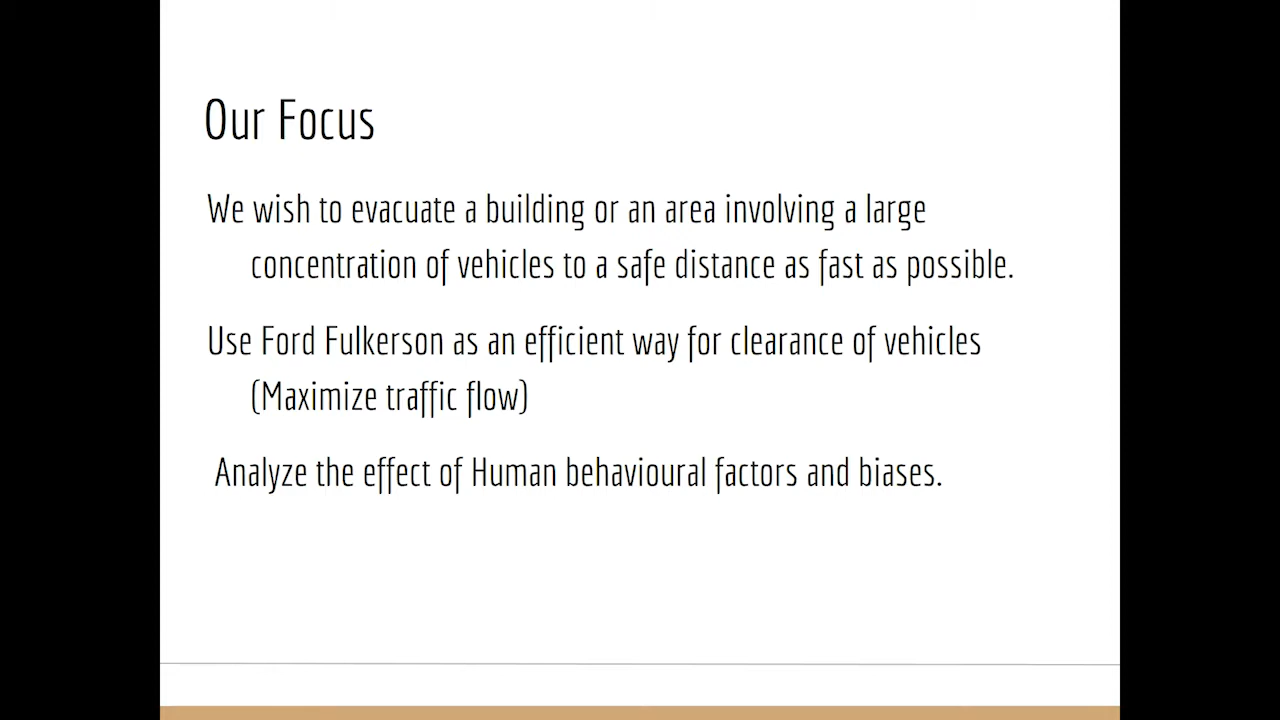 Our Focus
We wish to evacuate a building or an area involving a large
concentration of vehicles to a safe distance as fast as possible.
Use Ford Fulkerson as an efficient way for clearance of vehicles
(Maximize traffic flow)
Analyze the effect of Human behavioural factors and biases.